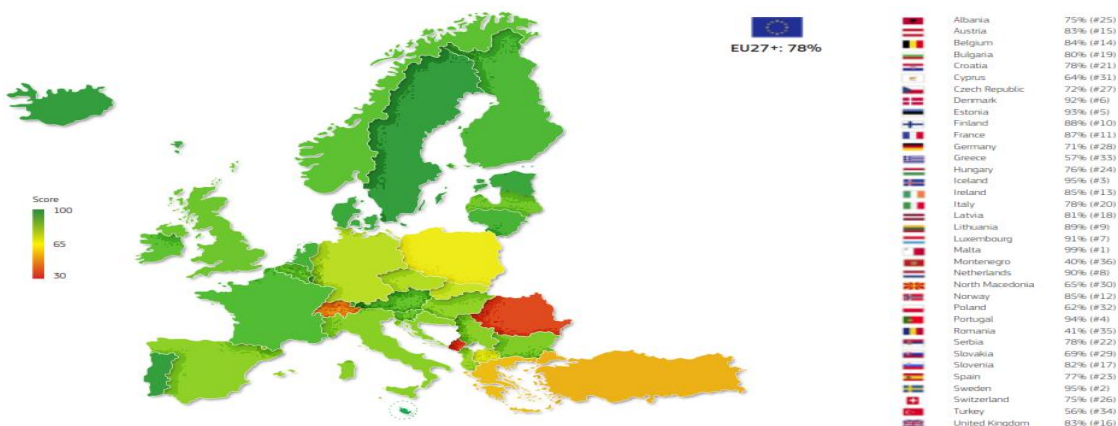 EU27+: 78%
Score
100
65
30
Albania 75% (#25)
Austria 83% (#15)
Belgium 84% (#14)
Bulgaria 80% (#19)
Croatia 78% (#21)
Cyprus 64% (#31)
Czech Republic 72% (#27)
Denmark 92% (#6)
Estonia 93% (#5)
Finland 88% (#10)
France 87% (#11)
Germany 71% (#28)
Greece 57% (#33)
Hungary 76% (#24)
Iceland 95% (#3)
Ireland 85% (#13)
Italy 78% (#20)
Latvia 81% (#18)
Lithuania 89% (#9)
Luxembourg 91% (#7)
Malta 99% (#1)
Montenegro 40% (#36)
Netherlands 90% (#8)
North Macedonia 65% (#30)
Norway 85% (#12)
Poland 62% (#32)
Portugal 94% (#4)
Romania 41% (#35)
Serbia 78% (#22)
Slovakia 69% (#29)
Slovenia 82% (#17)
Spain 77% (#23)
Sweden 95% (#2)
Switzerland 75% (#26)
Turkey 56% (#34)
United Kingdom 83% (#16)